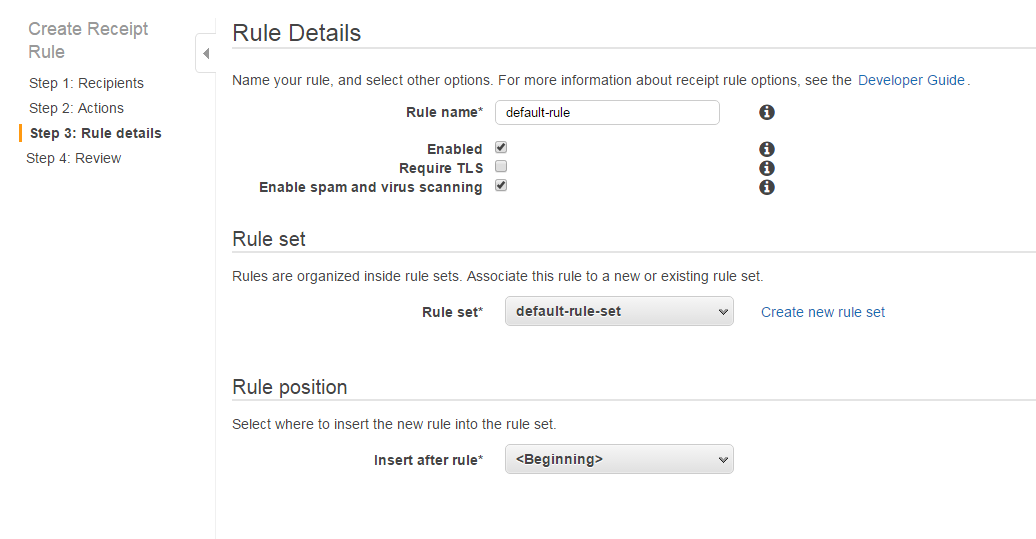 Create Receipt
Rule
Step 1: Recipients
Step 2: Actions
Step 3: Rule details
Step 4: Review
Rule Details
Name your rule, and select other options. For more information about receipt rule options, see the Developer Guide.
Rule name* default-rule
Enabled
Require TLS
Enable spam and virus scanning
Rule set
Rules are organized inside rule sets. Associate this rule to a new or existing rule set.
Rule set* default-rule-set Create new rule set
Rule position
Select where to insert the new rule into the rule set.
Insert after rule* <Beginning>